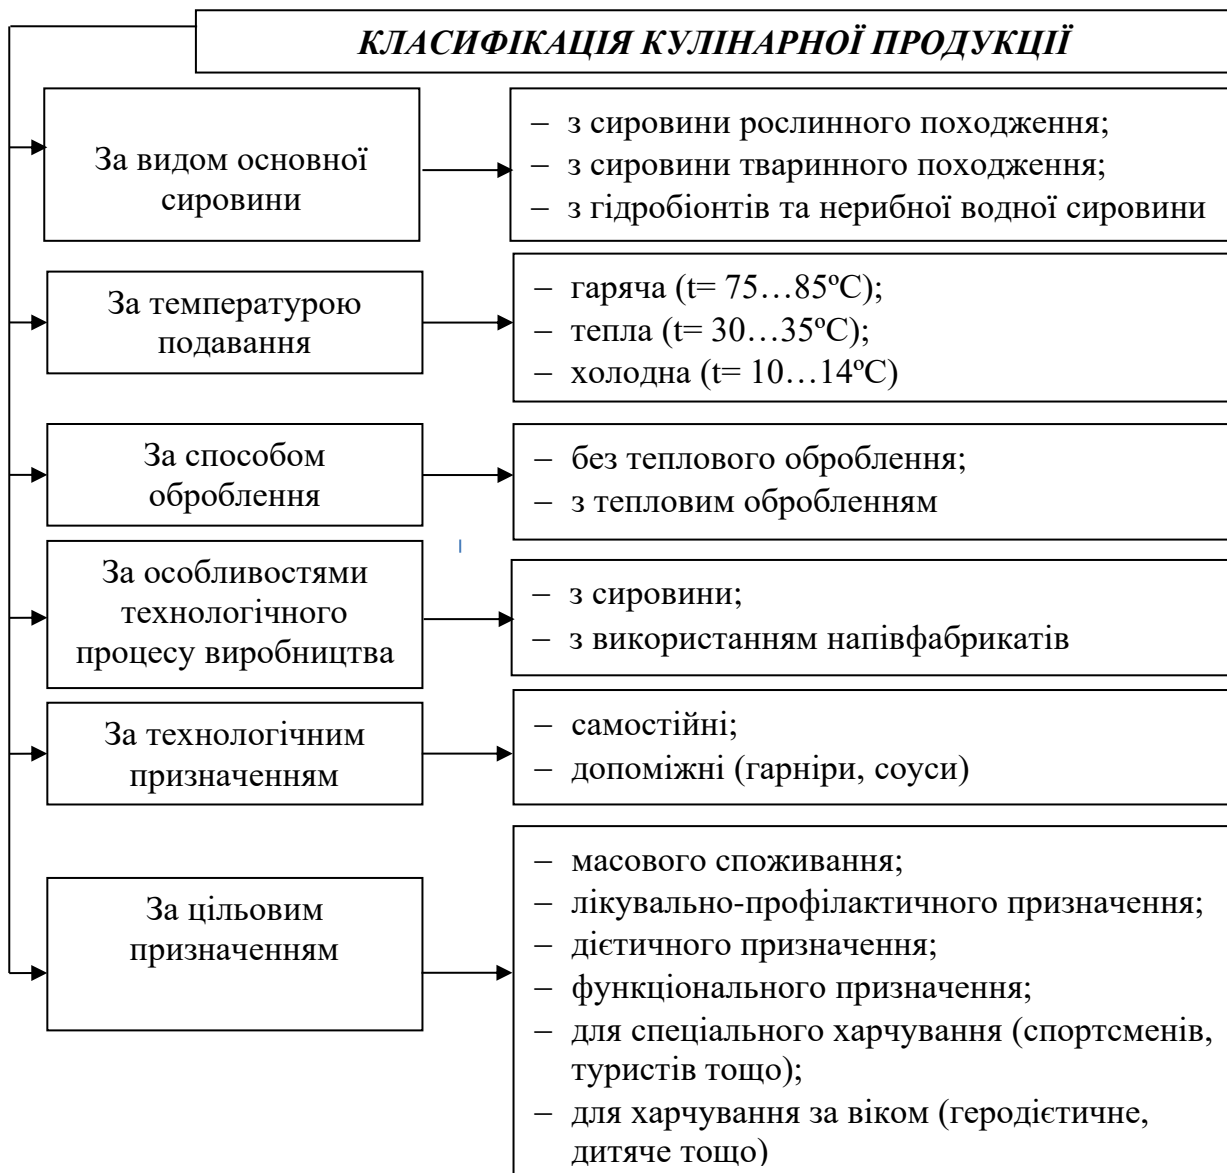 КЛАСИФІКАЦІЯ КУЛІНАРНОЇ ПРОДУКЦІЇ
За видом основної
сировини
– з сировини рослинного походження;
– з сировини тваринного походження;
– з гідробіонтів та нерибної водної сировини
За температурою
подавання
– гаряча (t= 75…85ºС);
– тепла (t= 30…35ºС);
– холодна (t= 10…14ºС)
За способом
оброблення
– без теплового оброблення;
– з тепловим обробленням
За особливостями
технологічного
процесу виробництва
– з сировини;
– з використанням напівфабрикатів
За технологічним
призначенням
– самостійні;
– допоміжні (гарніри, соуси)
За цільовим
призначенням
– масового споживання;
– лікувально-профілактичного призначення;
– дієтичного призначення;
– функціонального призначення;
– для спеціального харчування (спортсменів,
туристів тощо);
– для харчування за віком (геродієтичне,
дитяче тощо)